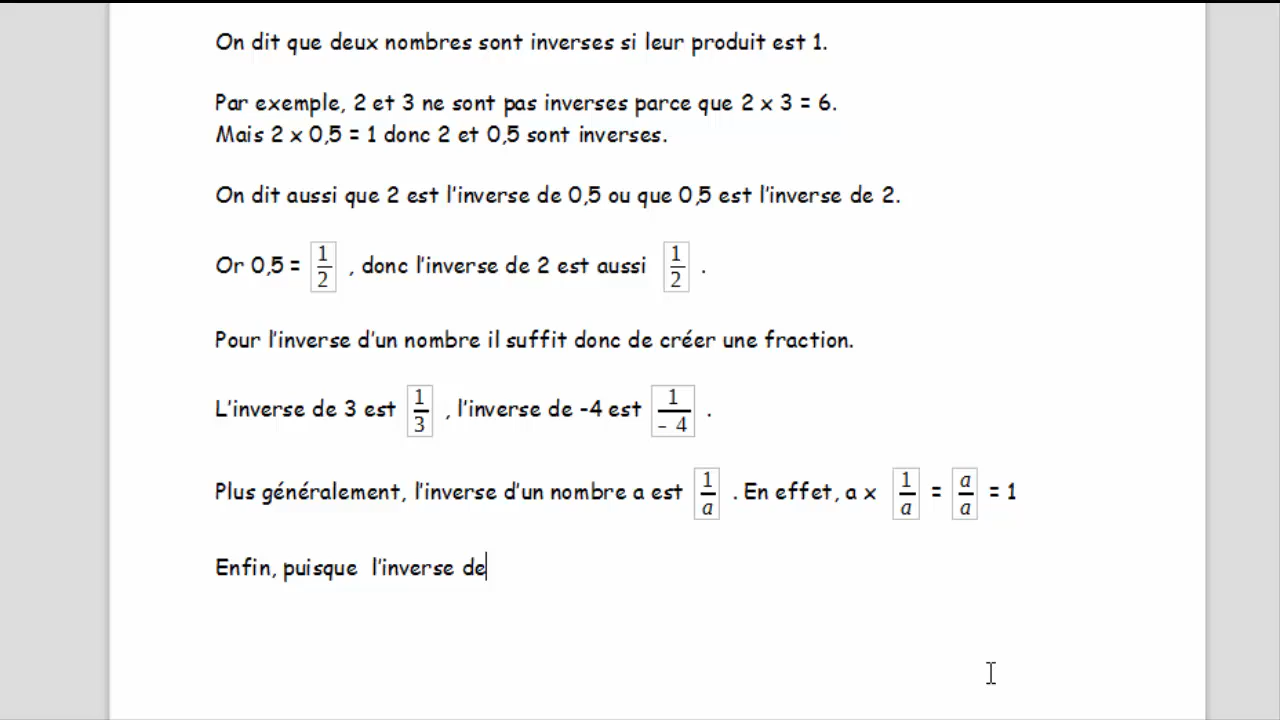 On dit que deux nombres sont inverses si leur produit est 1.
Par exemple, 2 et 3 ne sont pas inverses parce que 2 x 3 = 6.
Mais 2 x 0,5 = 1 donc 2 et 0,5 sont inverses.
On dit aussi que 2 est l'inverse de 0,5 ou que 0,5 est l'inverse de 2.
Or 0,5 = 1/2 , donc l'inverse de 2 est aussi 1/2 .
Pour l'inverse d'un nombre il suffit donc de créer une fraction.
L'inverse de 3 est 1/3 , l'inverse de -4 est 1/-4 .
Plus généralement, l'inverse d'un nombre a est 1/a . En effet, a x 1/a = a/a = 1
Enfin, puisque l'inverse de